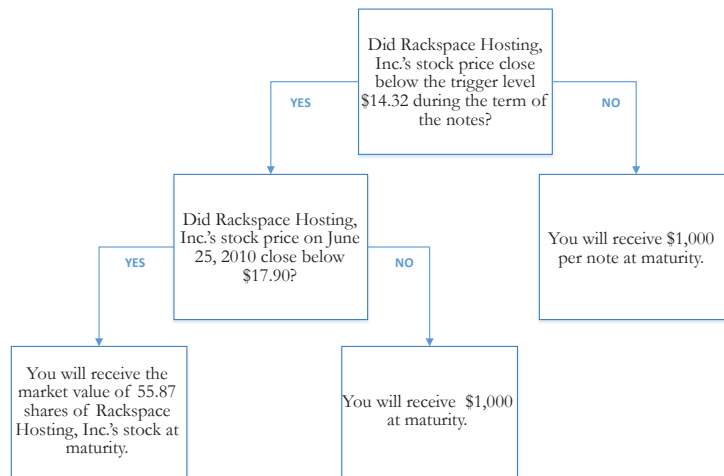 Did Rackspace Hosting,
Inc.'s stock price close
below the trigger level
$14.32 during the term of
the notes?
YES
NO
Did Rackspace Hosting,
Inc.'s stock price on June
25, 2010 close below
$17.90?
You will receive $1,000
per note at maturity.
YES
NO
You will receive the
market value of 55.87
shares of Rackspace
Hosting, Inc.'s stock at
maturity.
You will receive $1,000
at maturity.